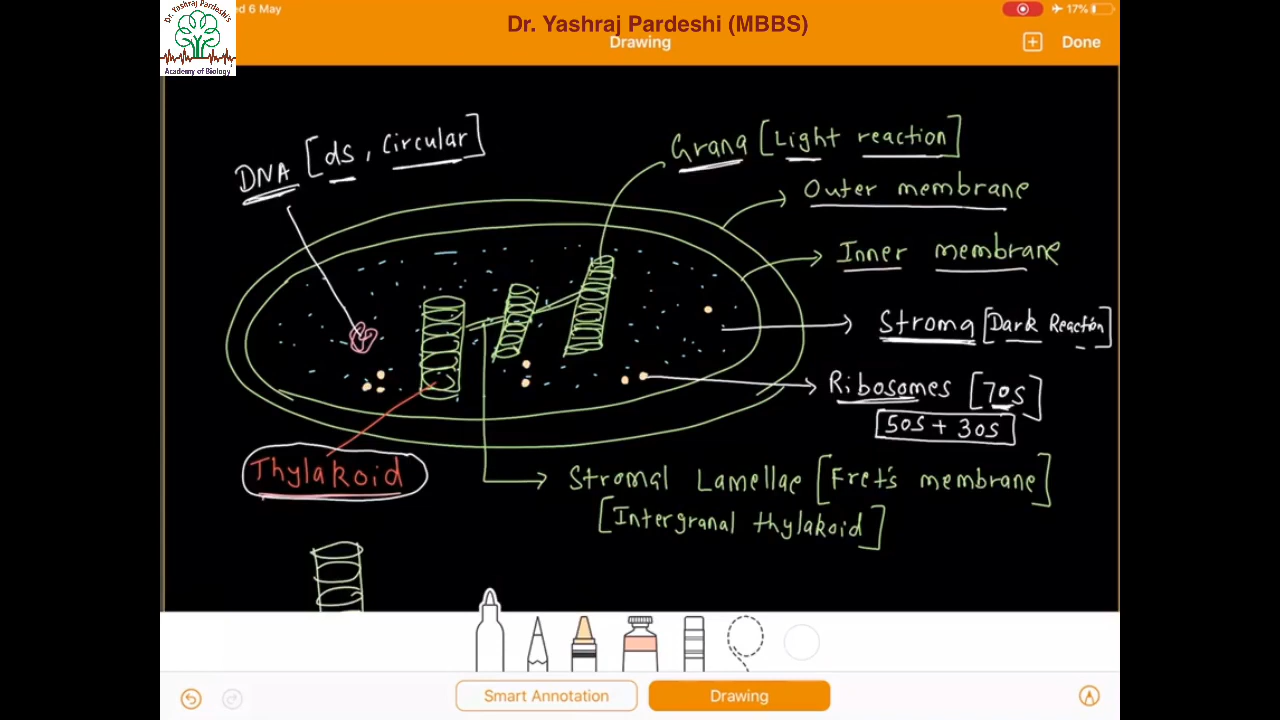 Dr. Yashraj Pardeshi's
Academy of Biology
ed 6 May
Dr. Yashraj Pardeshi (MBBS)
17%
Drawing
Done
DNA [ds, Circular]
Grana [Light reaction]
Outer membrane
Inner membrane
Stroma [Dark Reaction]
Ribosomes [70s]
50s + 30s
Thylakoid
Stromal Lamellae [Fret's membrane]
[Intergranal thylakoid]
Smart Annotation
Drawing